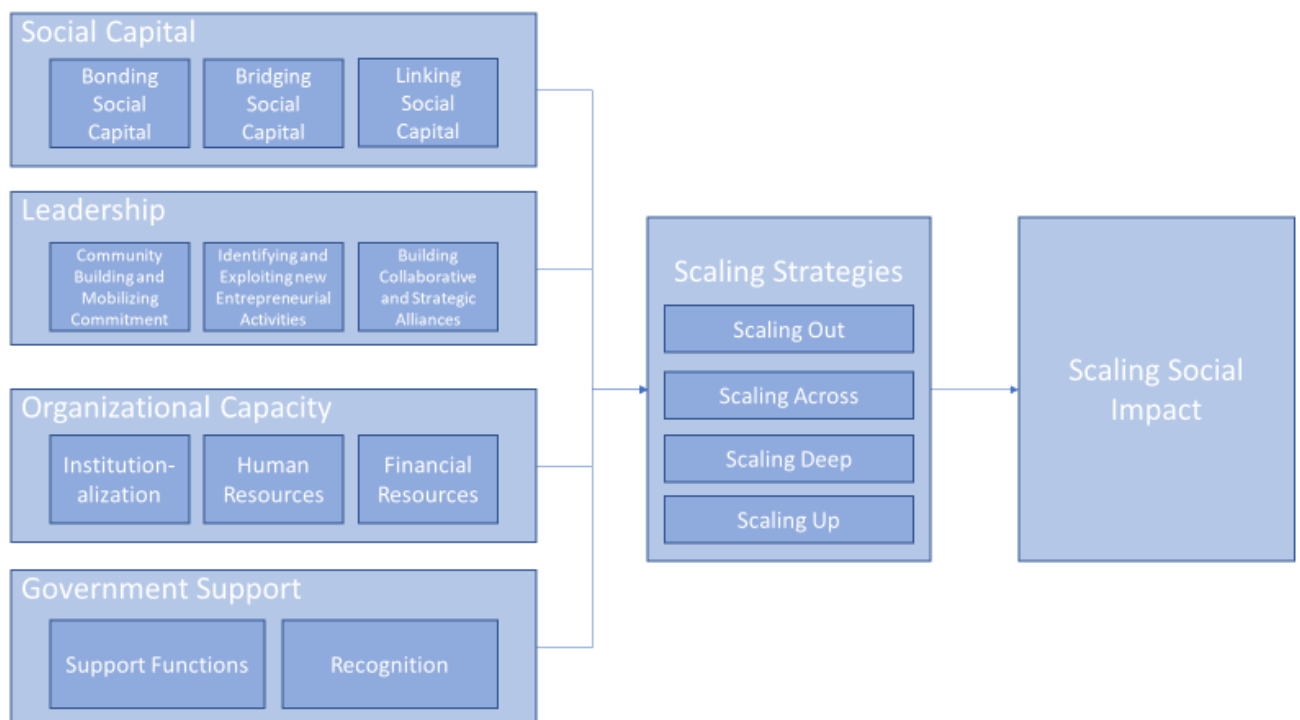 Social Capital
Bonding
Social
Capital
Bridging
Social
Capital
Linking
Social
Capital
Leadership
Community
Building and
Mobilizing
Commitment
Identifying and
Exploiting new
Entrepreneurial
Activities
Building
Collaborative
and Strategic
Alliances
Organizational Capacity
Institution-
alization
Human
Resources
Financial
Resources
Government Support
Support Functions
Recognition
Scaling Strategies
Scaling Out
Scaling Across
Scaling Deep
Scaling Up
Scaling Social
Impact